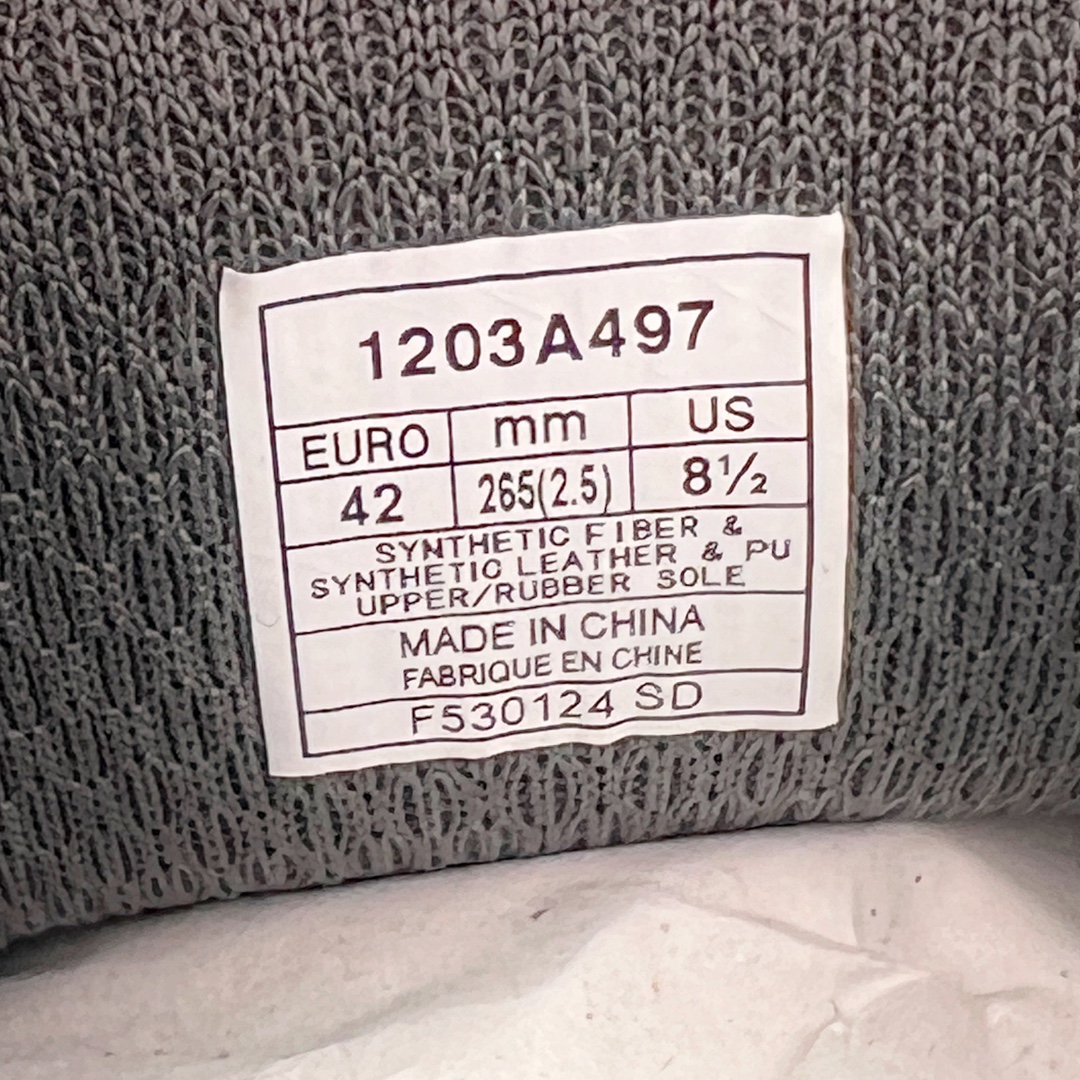 1203A497
EURO mm US
42 265(2.5) 8½
SYNTHETIC FIBER &
SYNTHETIC LEATHER & PU
UPPER/RUBBER SOLE
MADE IN CHINA
FABRIQUE EN CHINE
F530124 SD